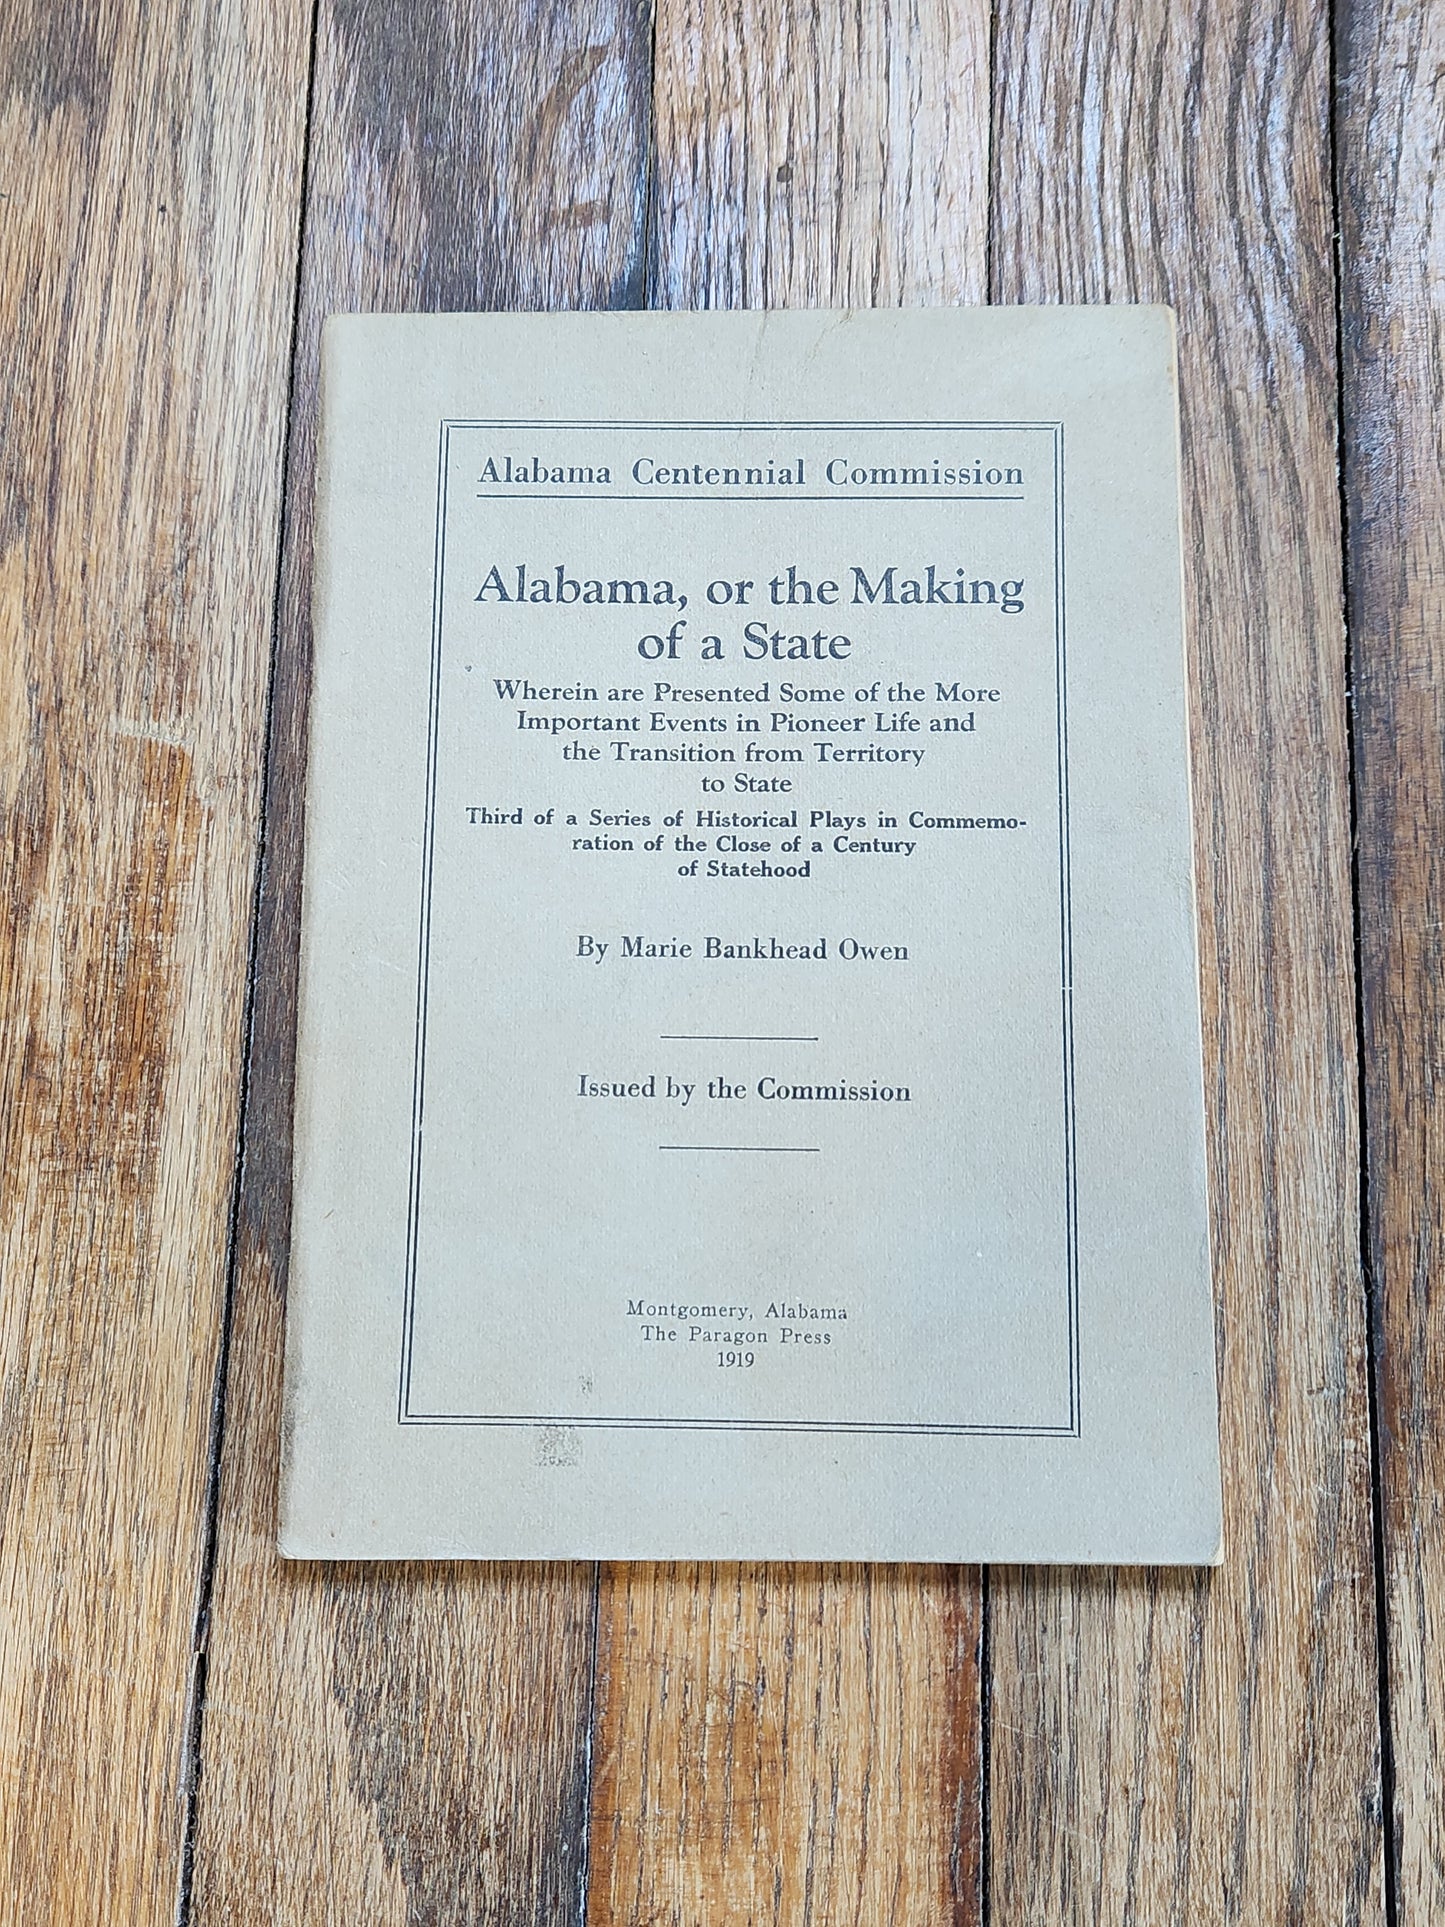 Alabama Centennial Commission
Alabama, or the Making
of a State
Wherein are Presented Some of the More
Important Events in Pioneer Life and
the Transition from Territory
to State
Third of a Series of Historical Plays in Commemo-
ration of the Close of a Century
of Statehood
By Marie Bankhead Owen
Issued by the Commission
Montgomery, Alabama
The Paragon Press
1919